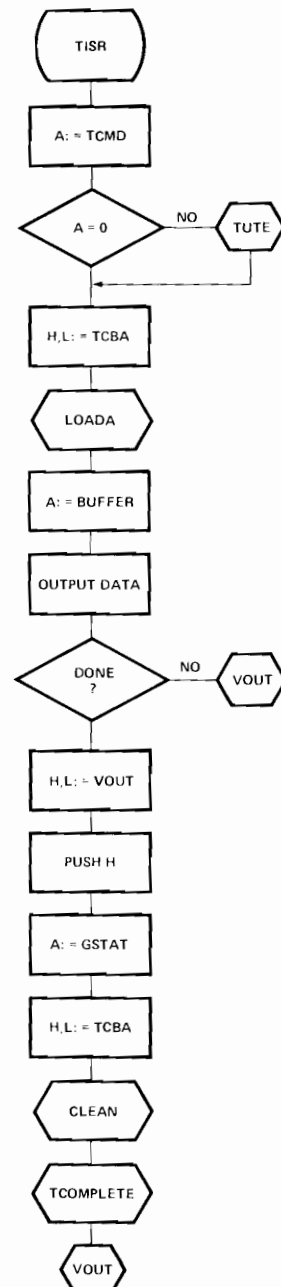 TISR
A: = TCMD
A = 0
NO
TUTE
H,L: = TCBA
LOADA
A: = BUFFER
OUTPUT DATA
DONE
?
NO
VOUT
H,L: = VOUT
PUSH H
A: = GSTAT
H,L: = TCBA
CLEAN
TCOMPLETE
VOUT